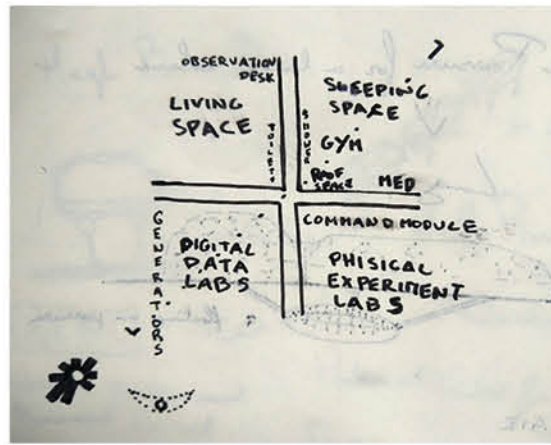 OBSERVATION
DESK
LIVING
SPACE
TOILETS
SHOWER
SLEEPING
SPACE
GYM
SPACE
MED
COMMAND MODULE
GENERATORS
DIGITAL
DATA
LABS
PHISICAL
EXPERIMENT
LABS